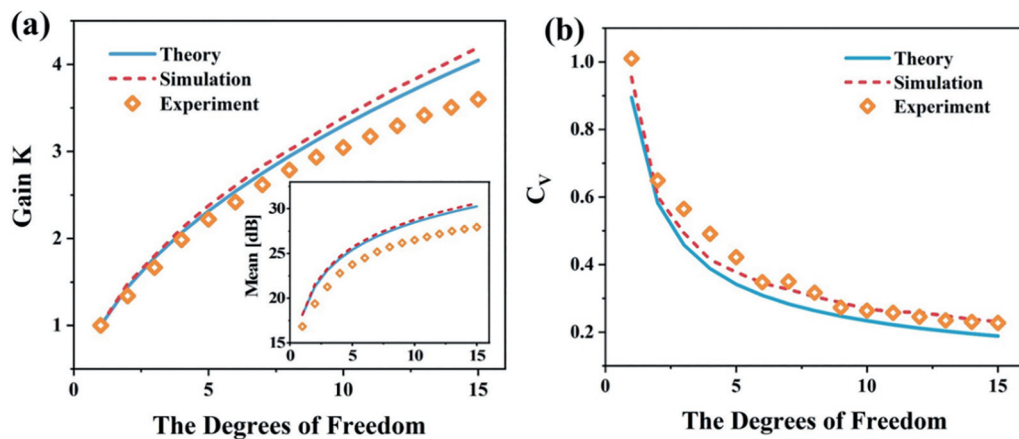 (a)
Theory
Simulation
Experiment
Gain K
4
3
2
1
0
5
10
15
The Degrees of Freedom
Mean [dB]
30
25
20
15
0
5
10
15
(b)
Theory
Simulation
Experiment
C_V
1.0
0.8
0.6
0.4
0.2
0
5
10
15
The Degrees of Freedom